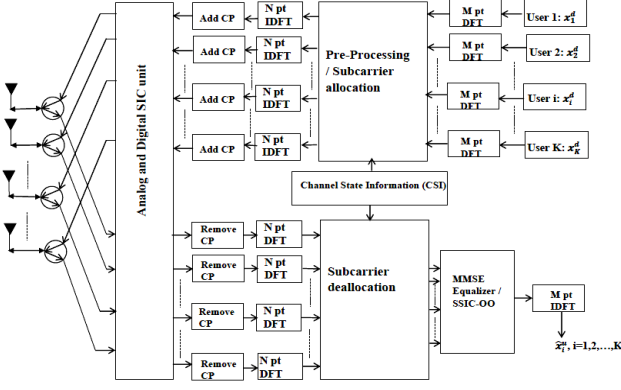 Add CP
N pt
IDFT
M pt
DFT
User 1: x₁ᵈ
Add CP
N pt
IDFT
Pre-Processing
/ Subcarrier
allocation
M pt
DFT
User 2: x₂ᵈ
Add CP
N pt
IDFT
M pt
DFT
User i: xᵢᵈ
Add CP
N pt
IDFT
M pt
DFT
User K: x_K^d
Analog and Digital SIC unit
Channel State Information (CSI)
Remove
CP
N pt
DFT
Remove
CP
N pt
DFT
Subcarrier
deallocation
MMSE
Equalizer /
SSIC-OO
M pt
IDFT
Remove
CP
N pt
DFT
x̂ᵢᵘ, i=1,2,…,K
Remove
CP
N pt
DFT